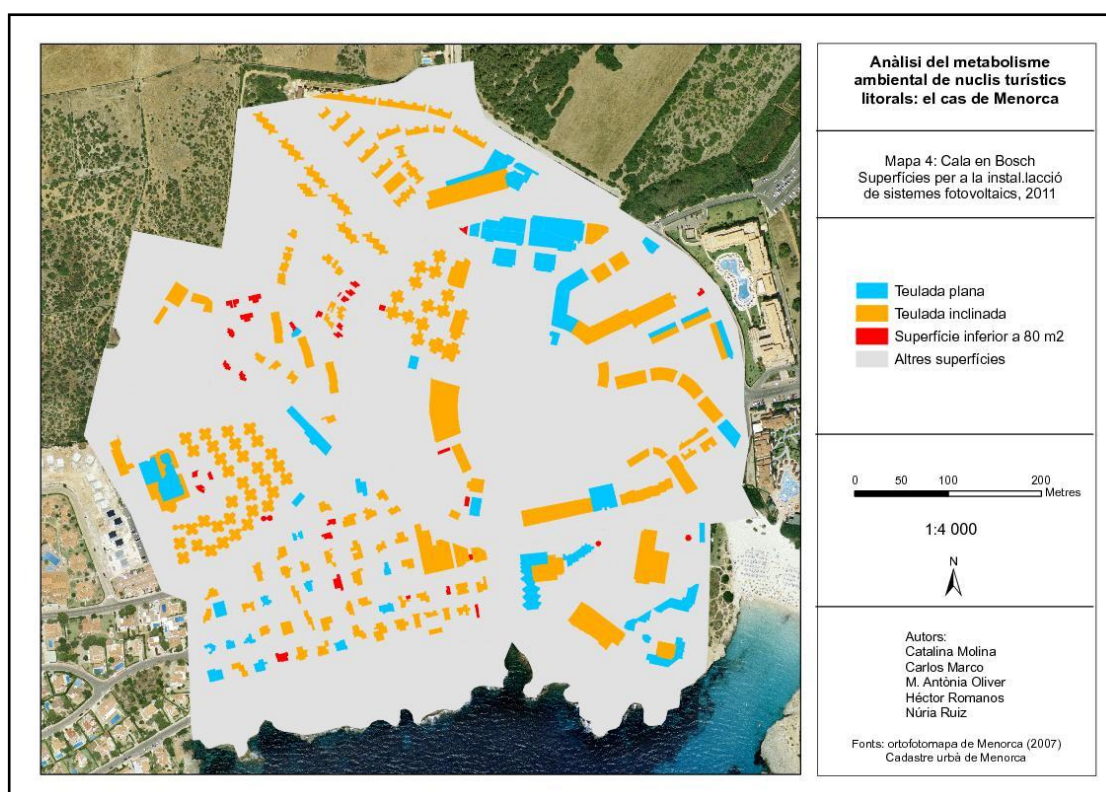 Anàlisi del metabolisme
ambiental de nuclis turístics
litorals: el cas de Menorca
Mapa 4: Cala en Bosch
Superfícies per a la instal.lacció
de sistemes fotovoltaics, 2011
Teulada plana
Teulada inclinada
Superfície inferior a 80 m2
Altres superfícies
0 50 100 200
Metres
1:4 000
N
Autors:
Catalina Molina
Carlos Marco
M. Antònia Oliver
Héctor Romanos
Núria Ruiz
Fonts: ortofotomapa de Menorca (2007)
Cadastre urbà de Menorca